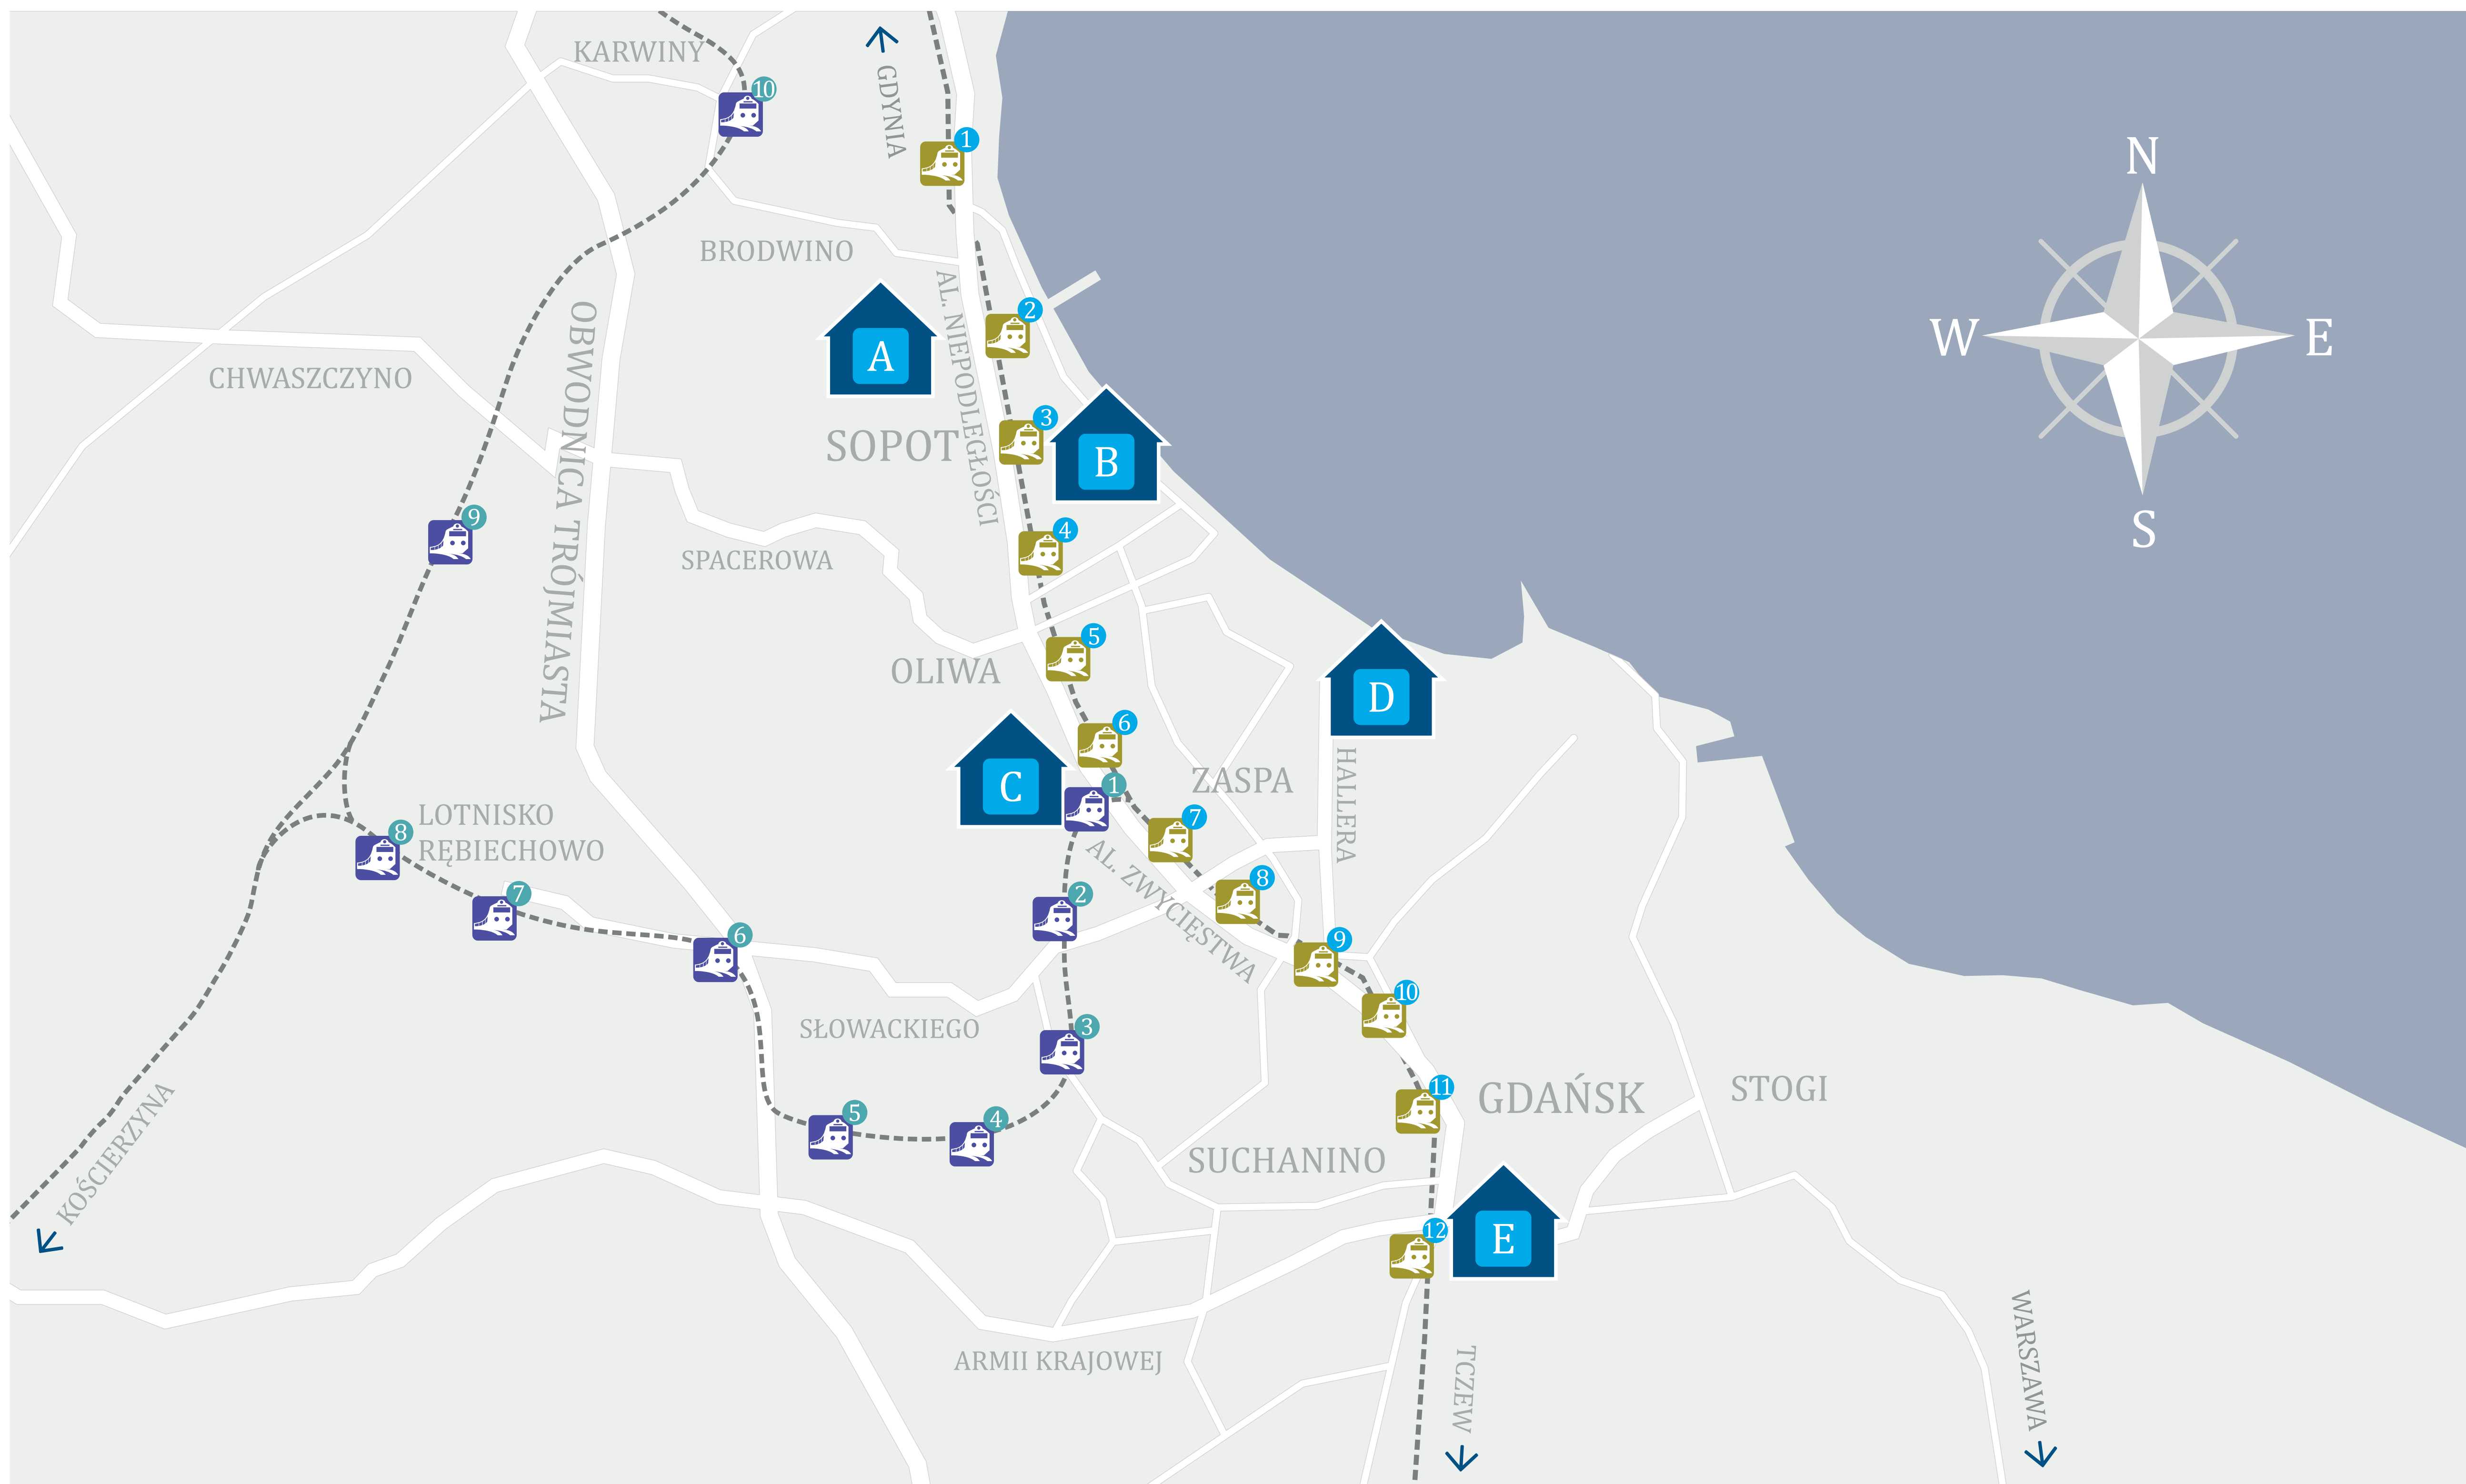 KARWINY
10
GDYNIA
1
N
BRODWINO
AL. NIEPODLEGŁOŚCI
2
A
W
E
OBWODNICA TRÓJMIASTA
CHWASZCZYNO
3
SOPOT
B
9
4
S
SPACEROWA
5
OLIWA
D
6
C
1
ZASPA
HALLERA
LOTNISKO
RĘBIECHOWO
8
7
AL. ZWYCIĘSTWA
7
2
8
6
9
10
SŁOWACKIEGO
3
KOŚCIERZYNA
5
4
11
GDAŃSK
STOGI
SUCHANINO
12
E
ARMII KRAJOWEJ
TCZEW
WARSZAWA